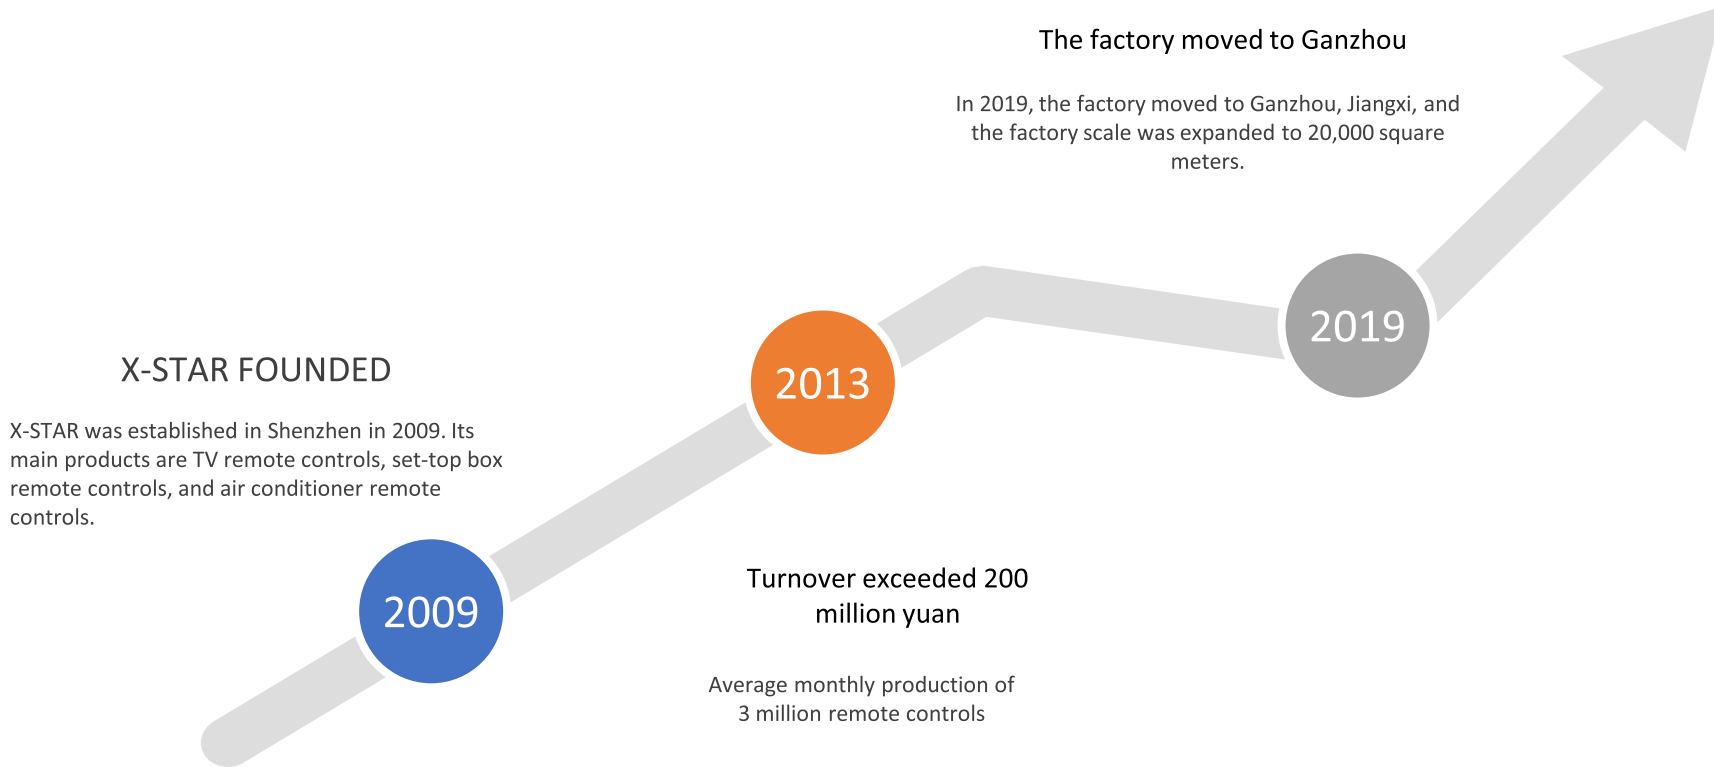 X-STAR FOUNDED
X-STAR was established in Shenzhen in 2009. Its
main products are TV remote controls, set-top box
remote controls, and air conditioner remote
controls.
2009
2013
Turnover exceeded 200
million yuan
Average monthly production of
3 million remote controls
The factory moved to Ganzhou
In 2019, the factory moved to Ganzhou, Jiangxi, and
the factory scale was expanded to 20,000 square
meters.
2019